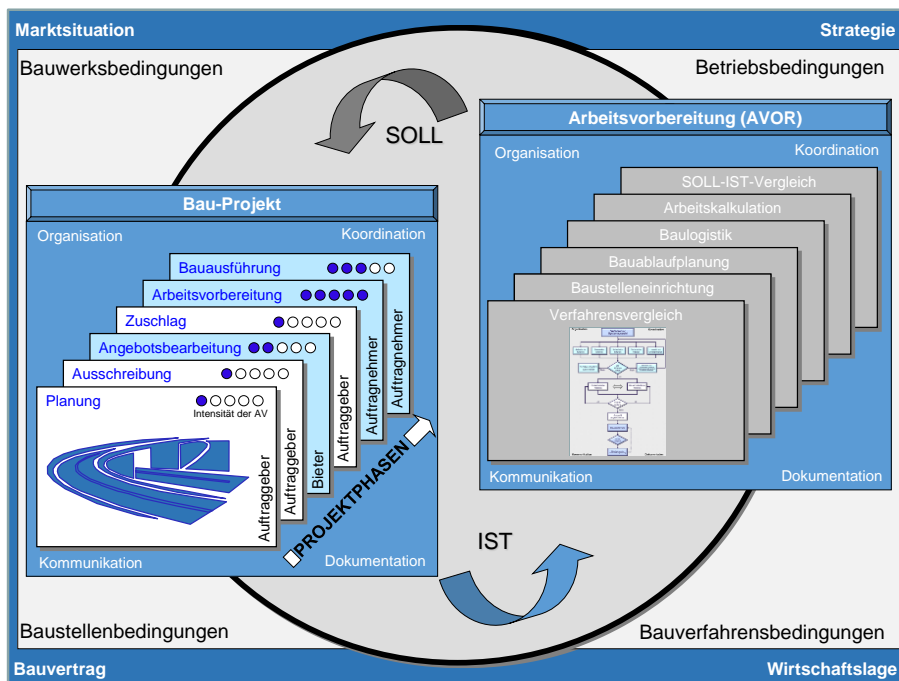 Marktsituation
Strategie
Bauwerksbedingungen
Betriebsbedingungen
SOLL
Arbeitsvorbereitung (AVOR)
Organisation
Koordination
SOLL-IST-Vergleich
Arbeitskalkulation
Baulogistik
Bauablaufplanung
Baustelleneinrichtung
Verfahrensvergleich
Kommunikation
Dokumentation
Bau-Projekt
Organisation
Koordination
Bauausführung
Arbeitsvorbereitung
Zuschlag
Angebotsbearbeitung
Ausschreibung
Planung
Intensität der AV
Auftraggeber
Auftraggeber
Bieter
Auftraggeber
Auftragnehmer
Auftragnehmer
PROJEKTPHASEN
Kommunikation
Dokumentation
IST
Baustellenbedingungen
Bauverfahrensbedingungen
Bauvertrag
Wirtschaftslage